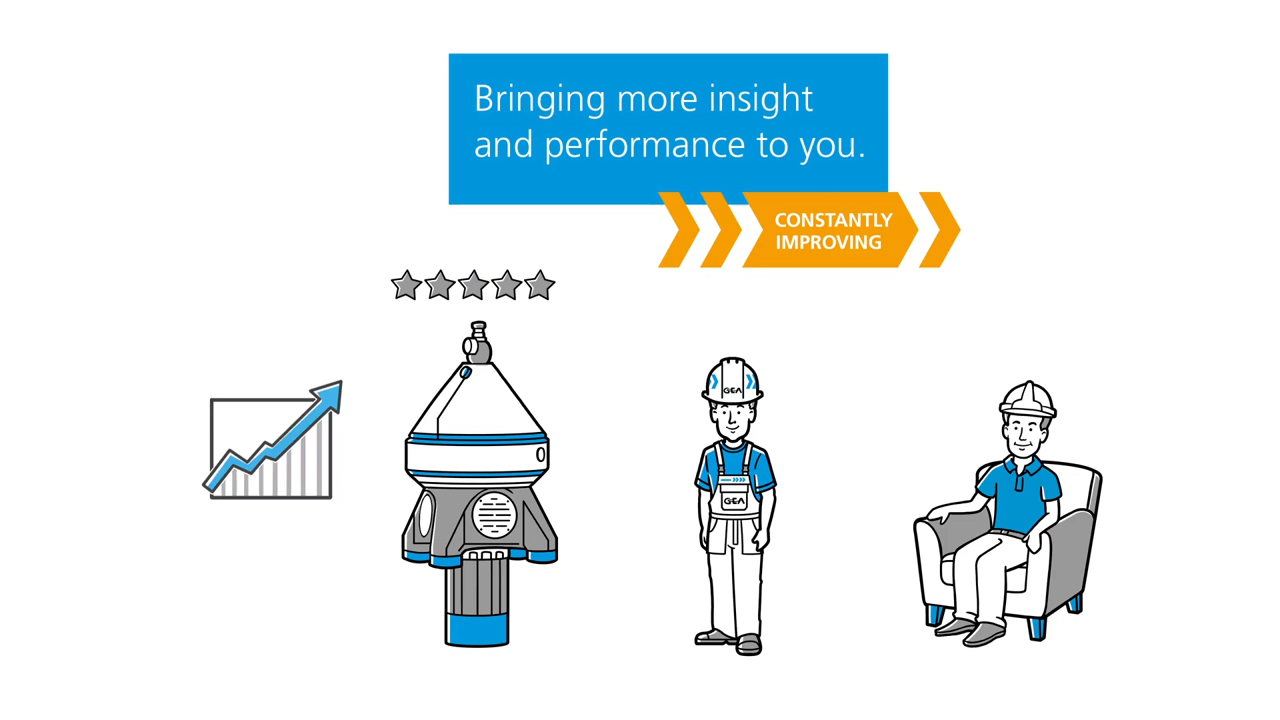 Bringing more insight
and performance to you.
CONSTANTLY
IMPROVING
GEA
GEA